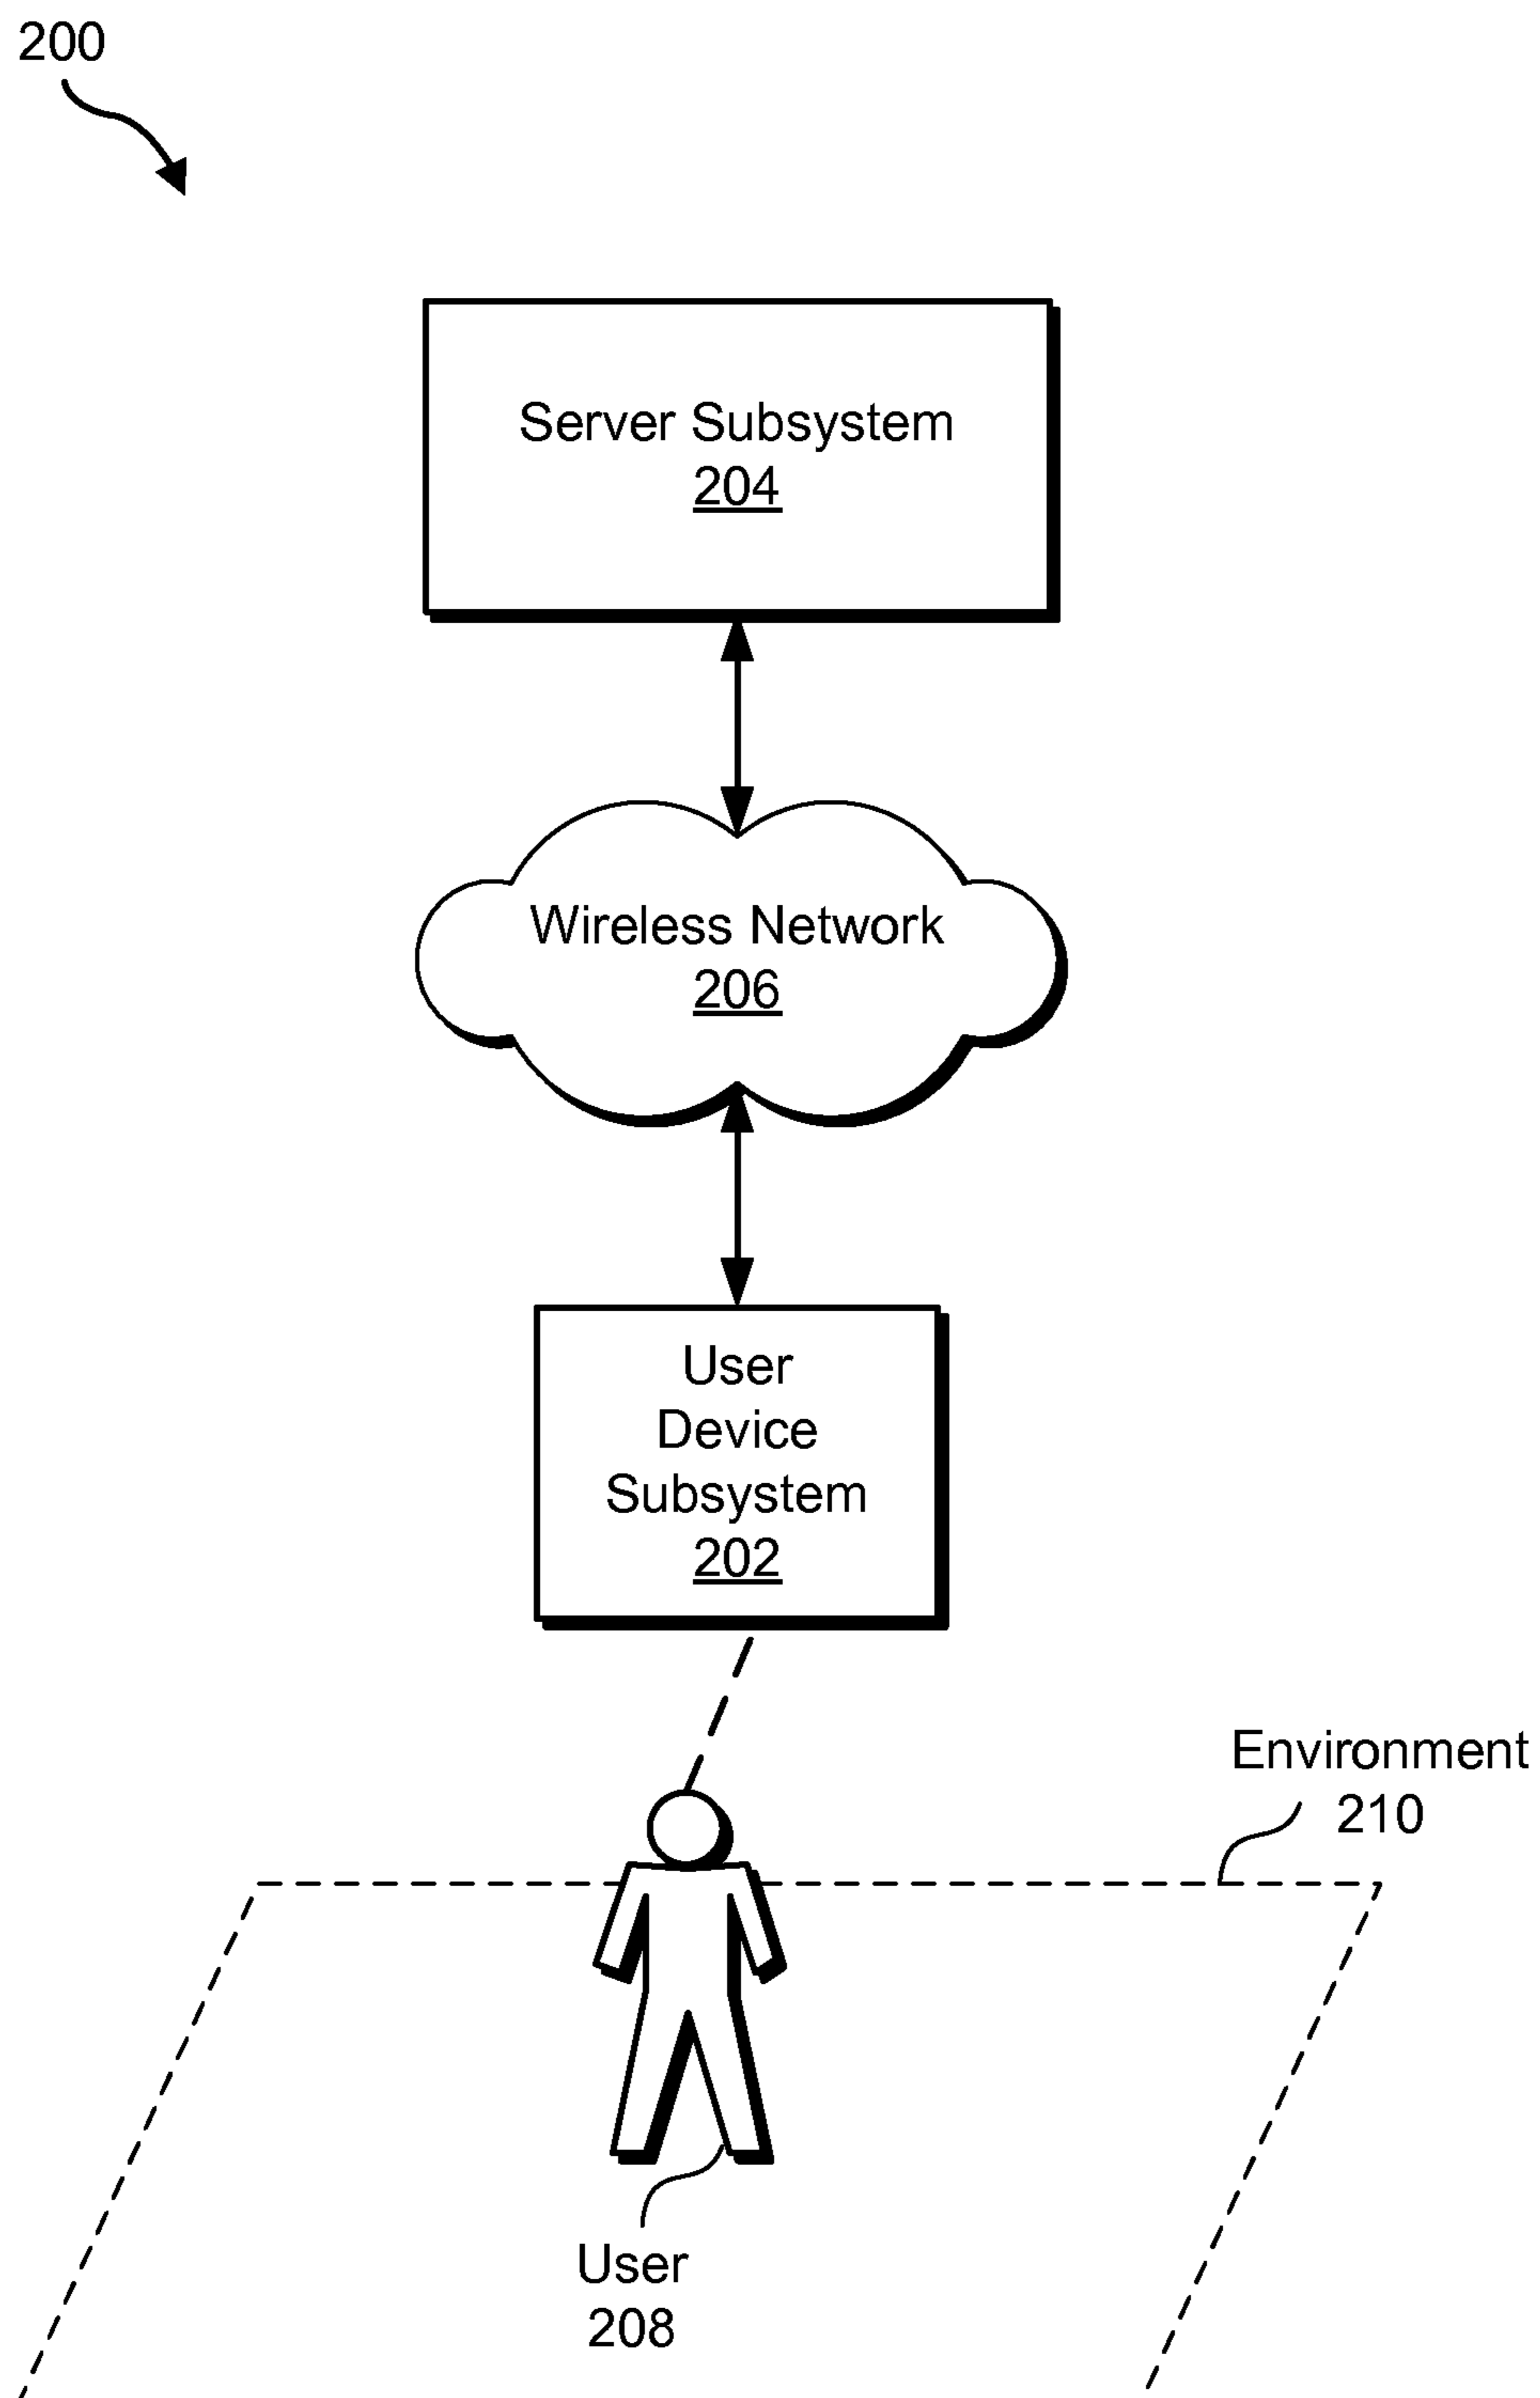 200
Server Subsystem
204
Wireless Network
206
User
Device
Subsystem
202
Environment
210
User
208